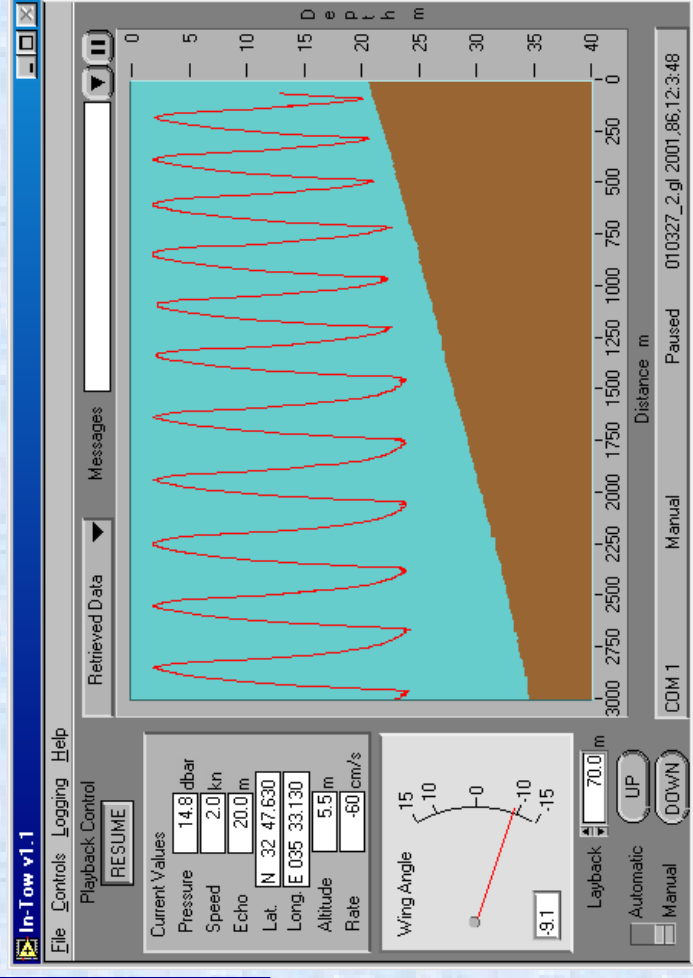 In-Tow v1.1
File Controls Logging Help
Playback Control
RESUME
Retrieved Data
Messages
Current Values
Pressure 14.8 dbar
Speed 2.0 kn
Echo 20.0 m
Lat. N 32 47.630
Long. E 035 33.130
Altitude 5.5 m
Rate -60 cm/s
Wing Angle
15
10
-0
-10
-15
-9.1
Layback 70.0 m
Automatic
Manual
UP
DOWN
0
5
10
15
20
25
30
35
40
Depth m
3000 2750 2500 2250 2000 1750 1500 1250 1000 750 500 250 0
Distance m
COM 1 Manual Paused 010327_2.gl 2001,86,12:3:48